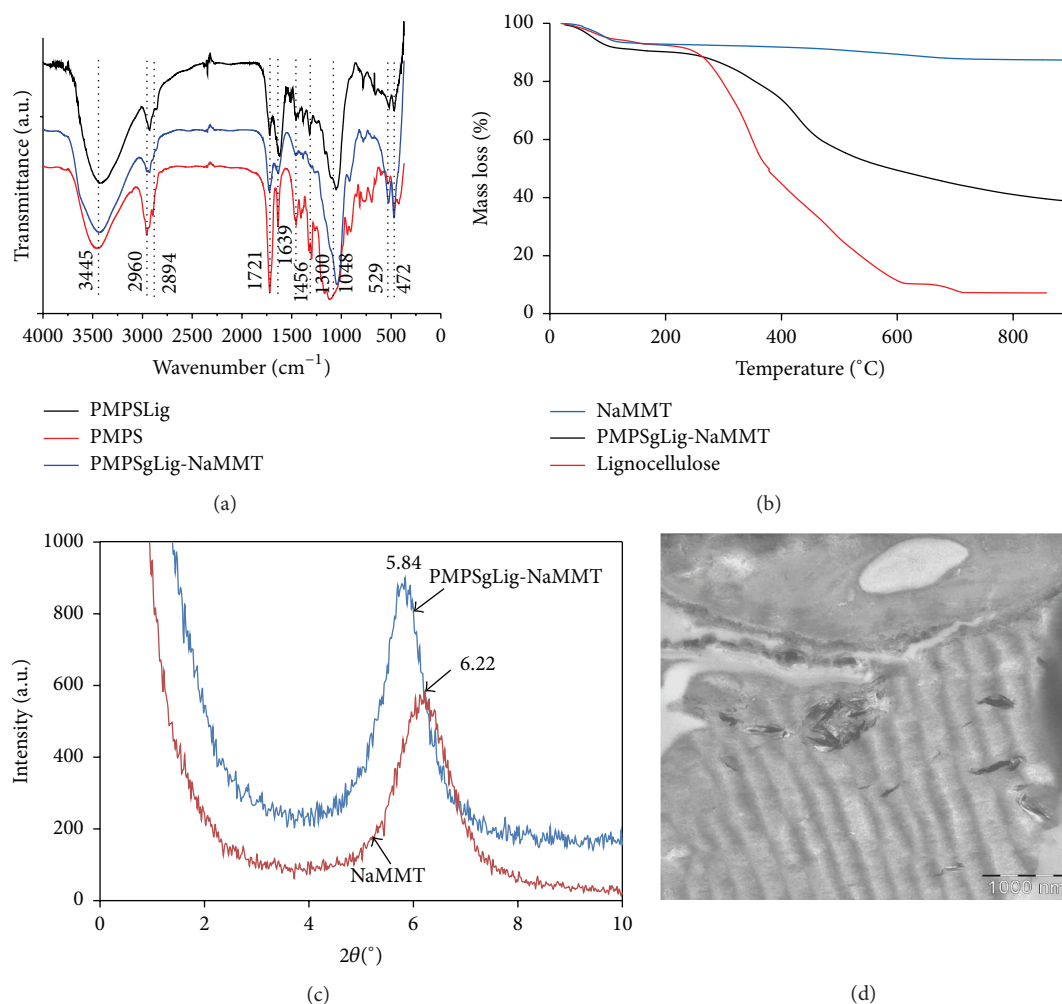 Transmittance (a.u.)
3445
2960
2894
1721
1639
1456
1300
1048
529
472
4000 3500 3000 2500 2000 1500 1000 500 0
Wavenumber (cm⁻¹)
PMPSLig
PMPS
PMPSgLig-NaMMT
(a)
Mass loss (%)
100
80
60
40
20
0
0 200 400 600 800
Temperature (°C)
NaMMT
PMPSgLig-NaMMT
Lignocellulose
(b)
Intensity (a.u.)
1000
800
600
400
200
0
5.84
PMPSgLig-NaMMT
6.22
NaMMT
0 2 4 6 8 10
2θ(°)
(c)
1000 nm
(d)